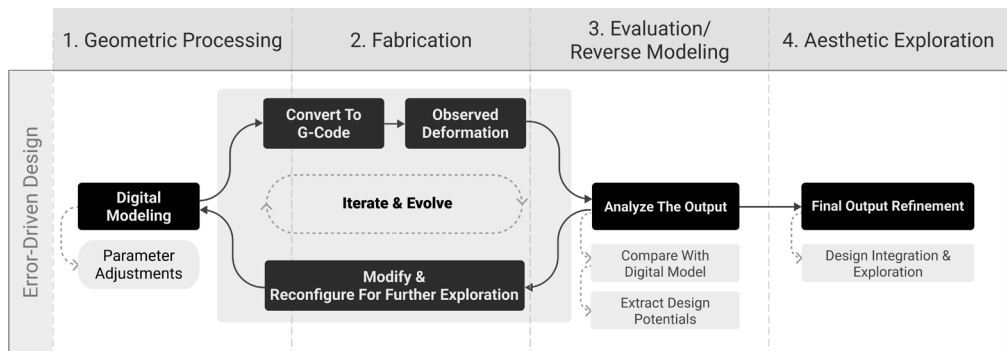 1. Geometric Processing
2. Fabrication
3. Evaluation/
Reverse Modeling
4. Aesthetic Exploration
Error-Driven Design
Convert To
G-Code
Observed
Deformation
Digital
Modeling
Iterate & Evolve
Analyze The Output
Final Output Refinement
Parameter
Adjustments
Modify &
Reconfigure For Further Exploration
Compare With
Digital Model
Extract Design
Potentials
Design Integration &
Exploration